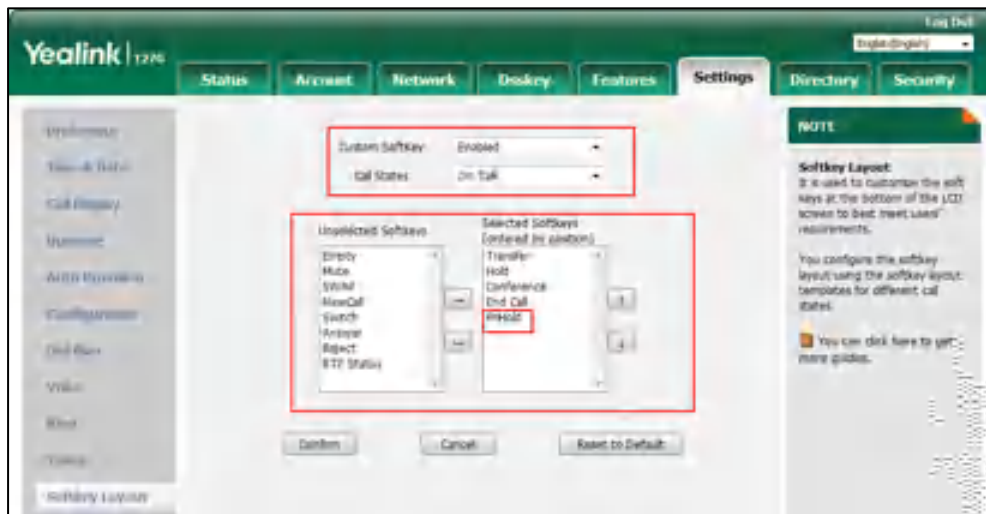 Log Out
English(English)
Yealink T27G
Status Account Network Dsskey Features Settings Directory Security
Preference
Time & Date
Call Display
Upgrade
Auto Provision
Configuration
Dial Plan
Voice
Ring
Tones
Softkey Layout
Custom SoftKey Enabled
Call States On Talk
Unselected Softkeys
Empty
Mute
SWAP
NewCall
Switch
Answer
Reject
RTP Status
Selected Softkeys
(ordered by position)
Transfer
Hold
Conference
End Call
PriHold
Confirm Cancel Reset to Default
NOTE
Softkey Layout
It is used to customize the soft
keys at the bottom of the LCD
screen to best meet users'
requirements.
You configure the softkey
layout using the softkey layout
templates for different call
states.
You can click here to get
more guides.